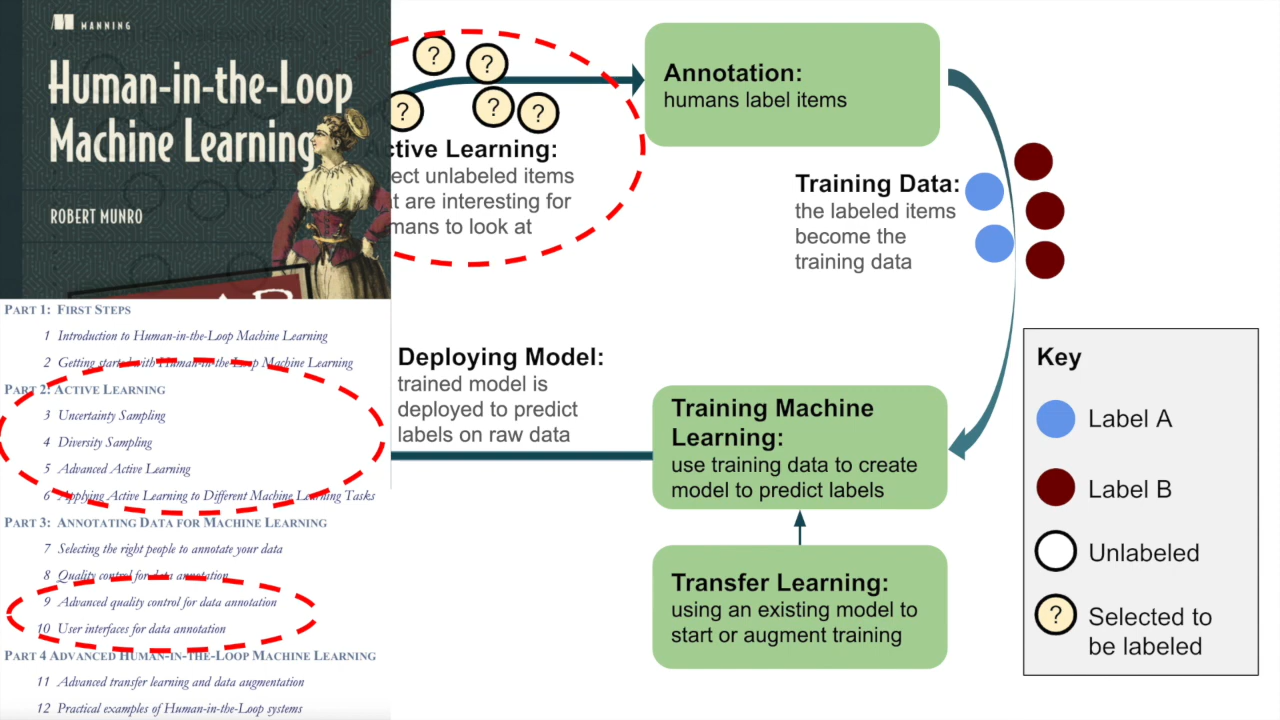 MANNING
Human-in-the-Loop
Machine Learning
ROBERT MUNRO
PART 1: FIRST STEPS
1 Introduction to Human-in-the-Loop Machine Learning
2 Getting started with Human-in-the-Loop Machine Learning
PART 2: ACTIVE LEARNING
3 Uncertainty Sampling
4 Diversity Sampling
5 Advanced Active Learning
6 Applying Active Learning to Different Machine Learning Tasks
PART 3: ANNOTATING DATA FOR MACHINE LEARNING
7 Selecting the right people to annotate your data
8 Quality control for data annotation
9 Advanced quality control for data annotation
10 User interfaces for data annotation
PART 4 ADVANCED HUMAN-IN-THE-LOOP MACHINE LEARNING
11 Advanced transfer learning and data augmentation
12 Practical examples of Human-in-the-Loop systems
? ? ? ? ?
ctive Learning:
ect unlabeled items
t are interesting for
mans to look at
Annotation:
humans label items
Training Data:
the labeled items
become the
training data
Deploying Model:
trained model is
deployed to predict
labels on raw data
Training Machine
Learning:
use training data to create
model to predict labels
Transfer Learning:
using an existing model to
start or augment training
Key
Label A
Label B
Unlabeled
? Selected to
be labeled